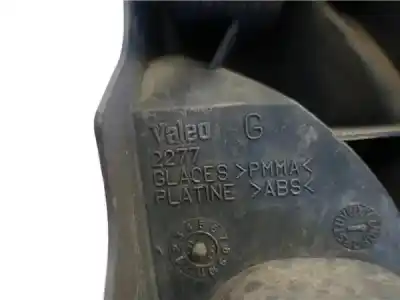 Valeo G
2277
GLACES >PMMA<
PLATINE >ABS<